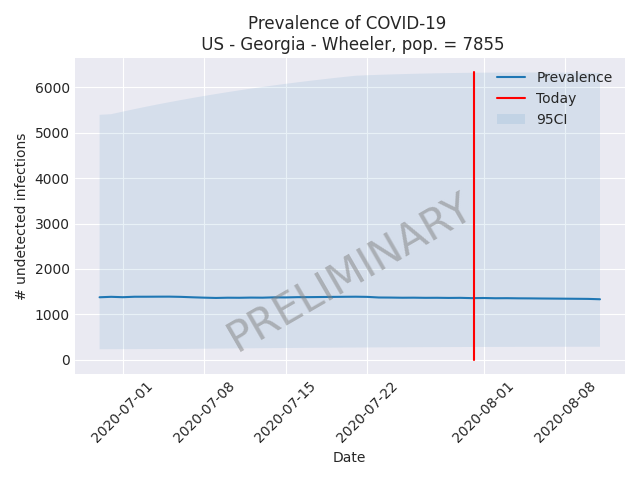 Prevalence of COVID-19
US - Georgia - Wheeler, pop. = 7855
# undetected infections
6000
5000
4000
3000
2000
1000
0
Prevalence
Today
95CI
PRELIMINARY
2020-07-01
2020-07-08
2020-07-15
2020-07-22
2020-08-01
2020-08-08
Date